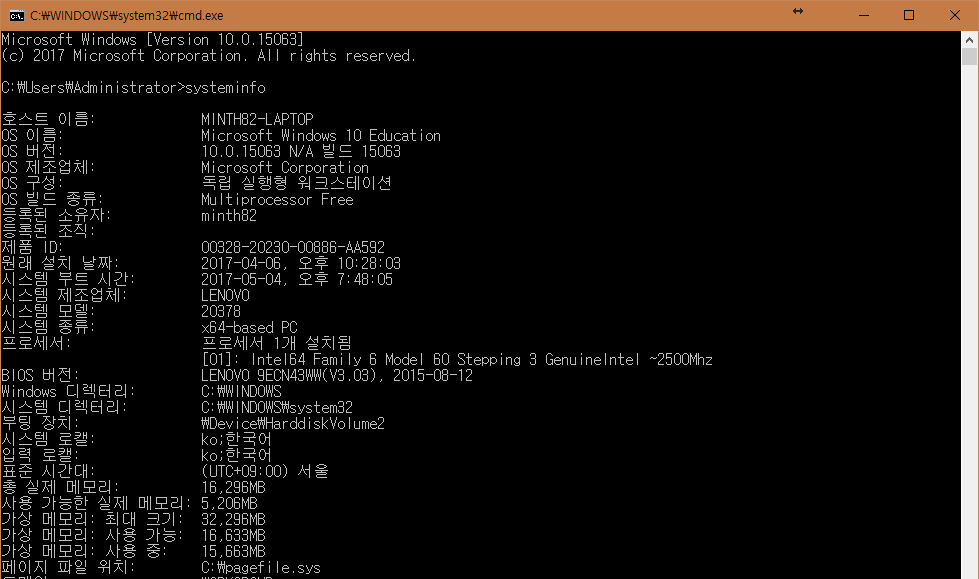 C:₩WINDOWS₩system32₩cmd.exe
Microsoft Windows [Version 10.0.15063]
(c) 2017 Microsoft Corporation. All rights reserved.
C:₩Users₩Administrator>systeminfo
호스트 이름: MINTH82-LAPTOP
OS 이름: Microsoft Windows 10 Education
OS 버전: 10.0.15063 N/A 빌드 15063
OS 제조업체: Microsoft Corporation
OS 구성: 독립 실행형 워크스테이션
OS 빌드 종류: Multiprocessor Free
등록된 소유자: minth82
등록된 조직:
제품 ID: 00328-20230-00886-AA592
원래 설치 날짜: 2017-04-06, 오후 10:28:03
시스템 부트 시간: 2017-05-04, 오후 7:48:05
시스템 제조업체: LENOVO
시스템 모델: 20378
시스템 종류: x64-based PC
프로세서: 프로세서 1개 설치됨
[01]: Intel64 Family 6 Model 60 Stepping 3 GenuineIntel ~2500Mhz
BIOS 버전: LENOVO 9ECN43WW(V3.03), 2015-08-12
Windows 디렉터리: C:₩WINDOWS
시스템 디렉터리: C:₩WINDOWS₩system32
부팅 장치: ₩Device₩HarddiskVolume2
시스템 로캘: ko;한국어
입력 로캘: ko;한국어
표준 시간대: (UTC+09:00) 서울
총 실제 메모리: 16,296MB
사용 가능한 실제 메모리: 5,206MB
가상 메모리: 최대 크기: 32,296MB
가상 메모리: 사용 가능: 16,633MB
가상 메모리: 사용 중: 15,663MB
페이지 파일 위치: C:₩pagefile.sys